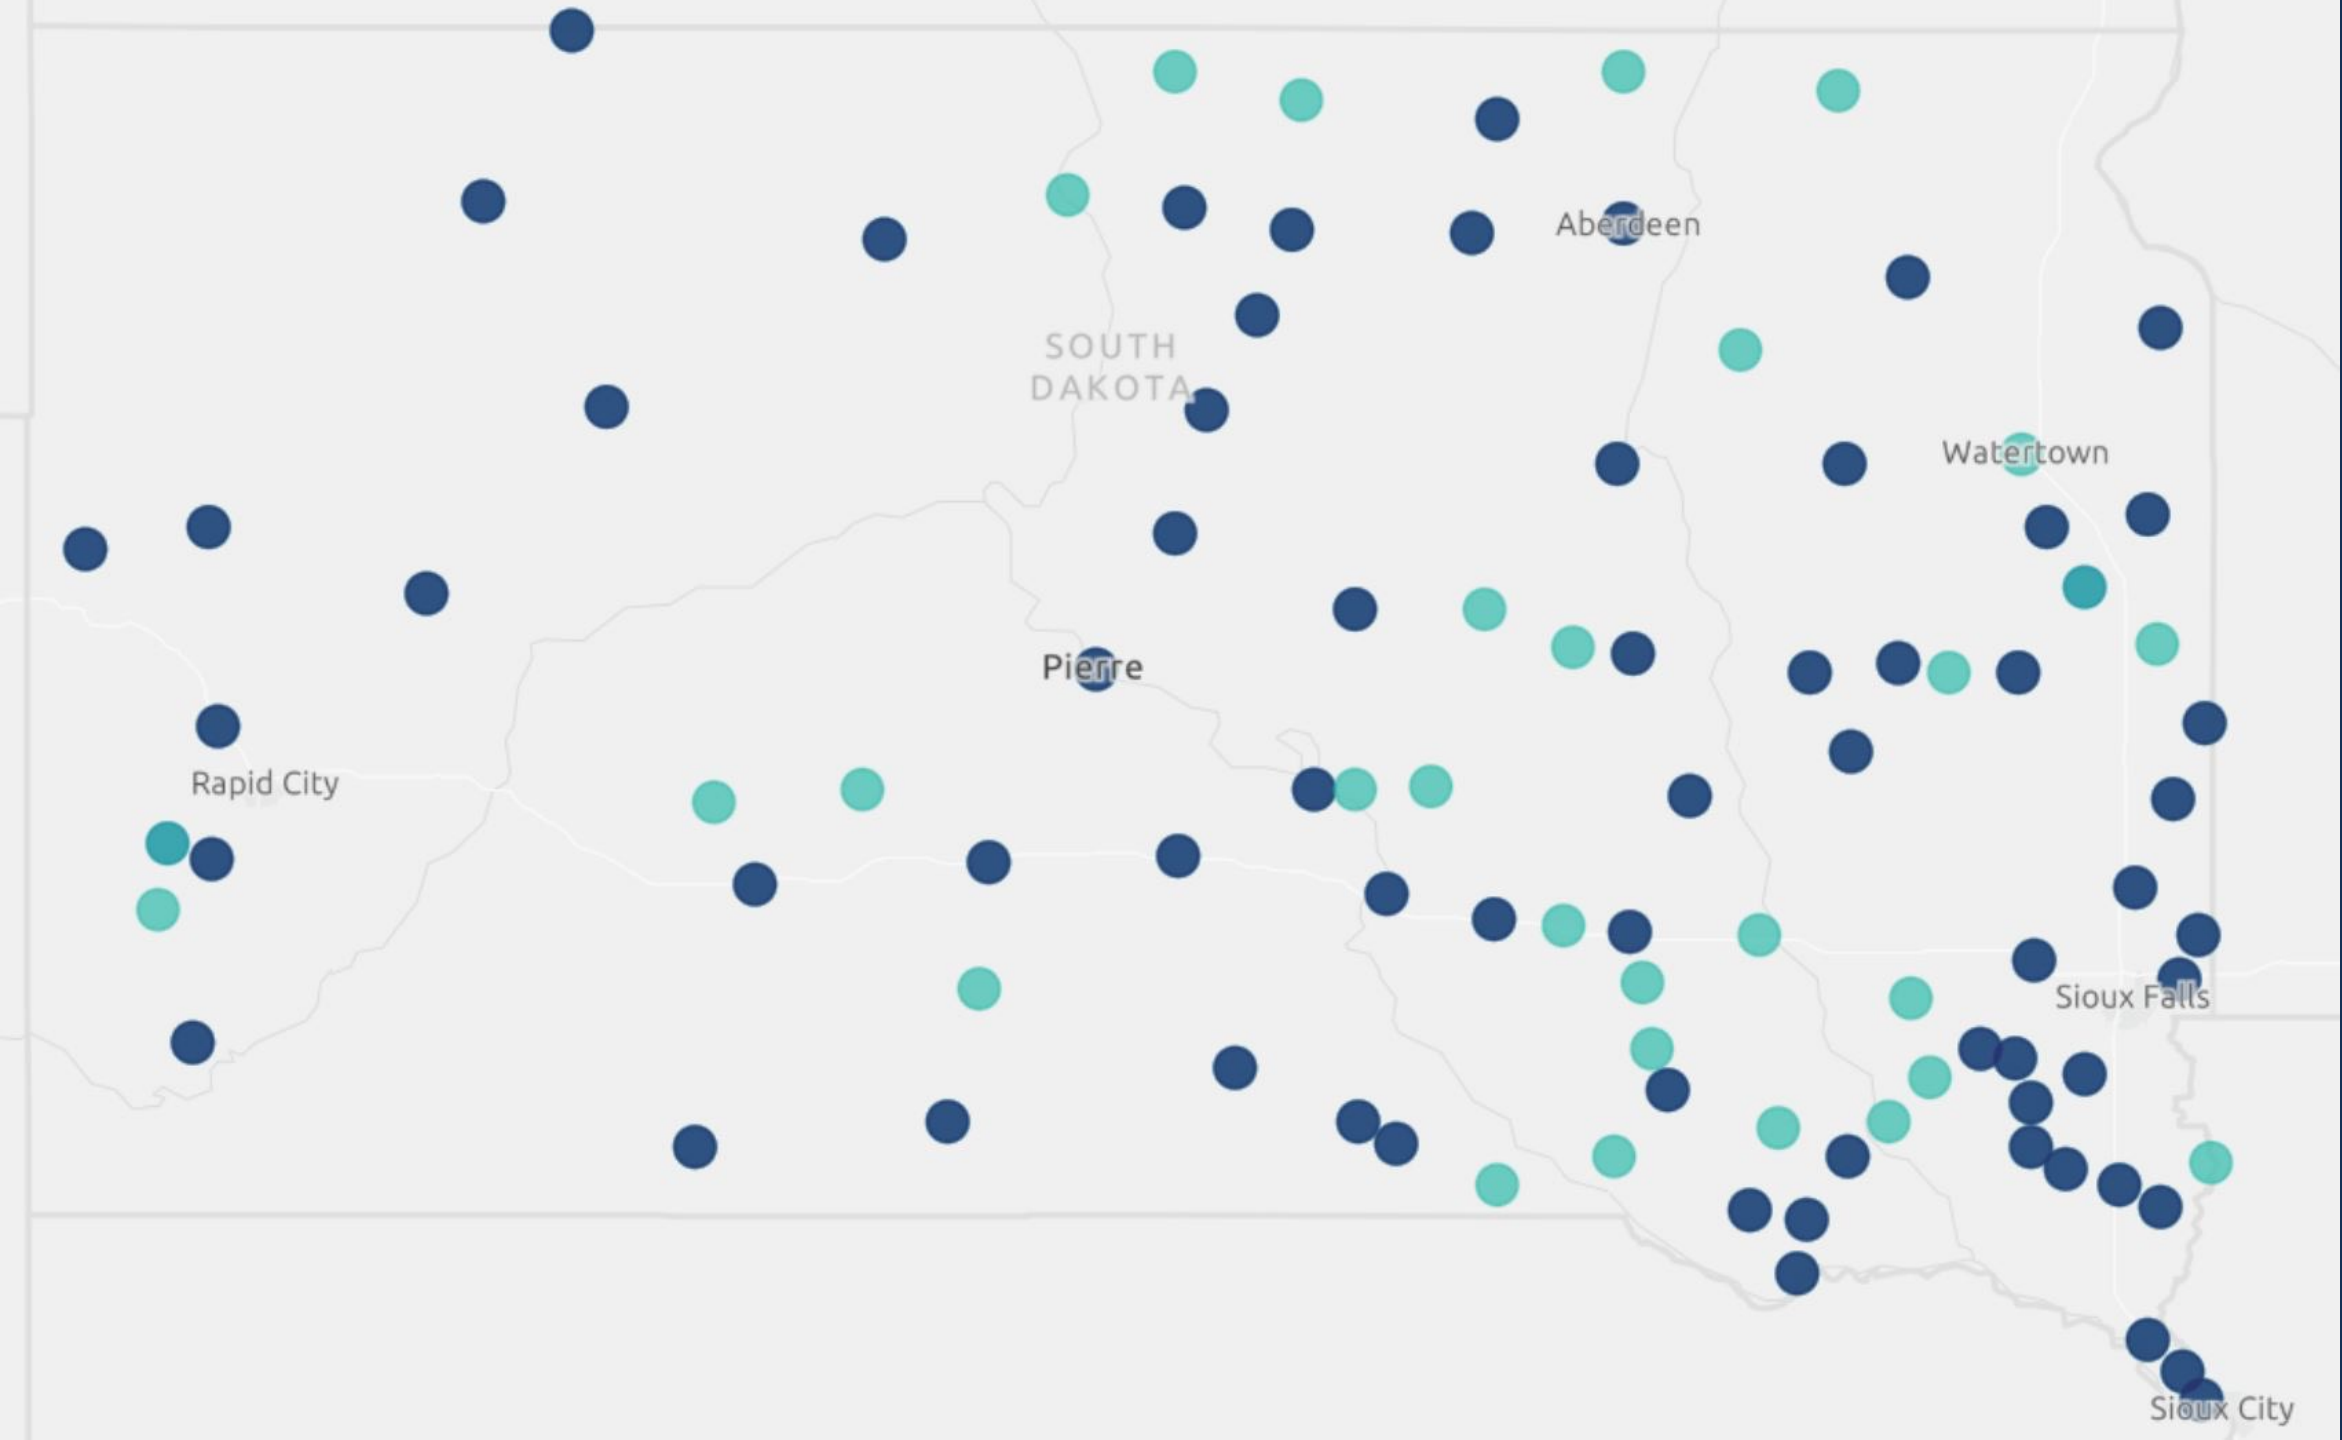 Aberdeen
SOUTH
DAKOTA
Watertown
Pierre
Rapid City
Sioux Falls
Sioux City